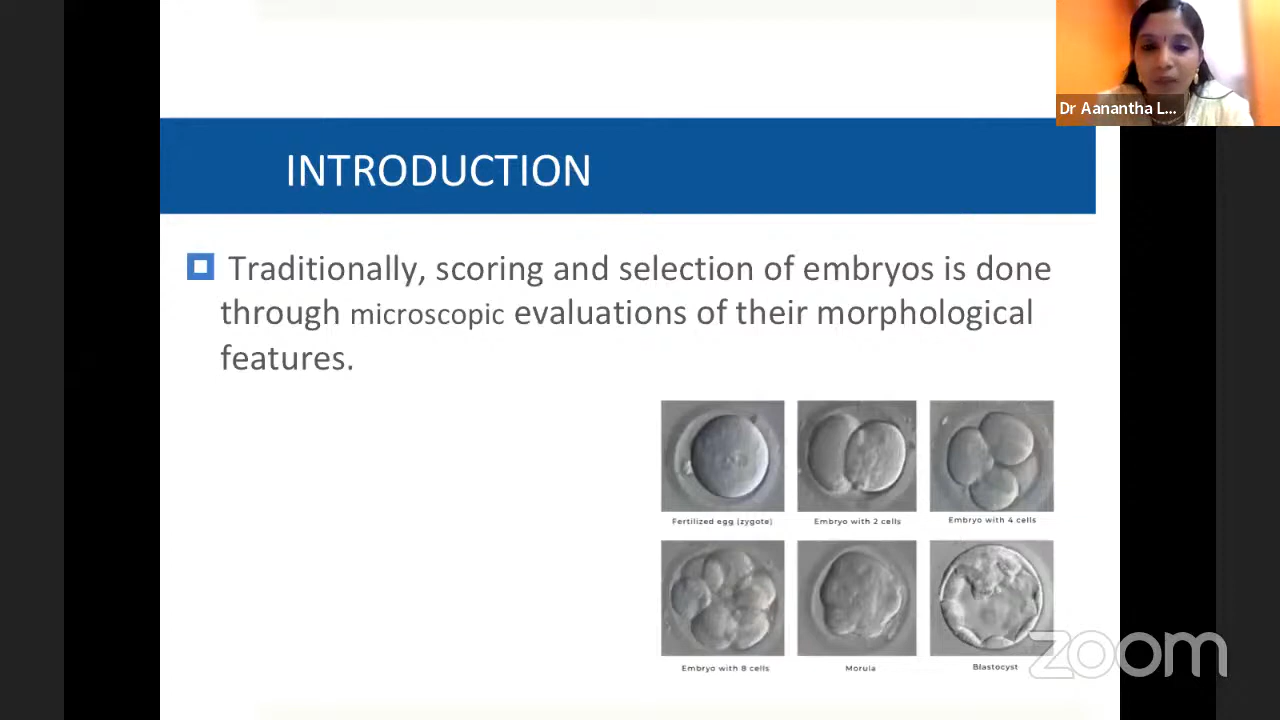 Dr Aanantha L...
INTRODUCTION
Traditionally, scoring and selection of embryos is done
through microscopic evaluations of their morphological
features.
Fertilized egg (zygote)
Embryo with 2 cells
Embryo with 4 cells
Embryo with 8 cells
Morula
Blastocyst
zoom